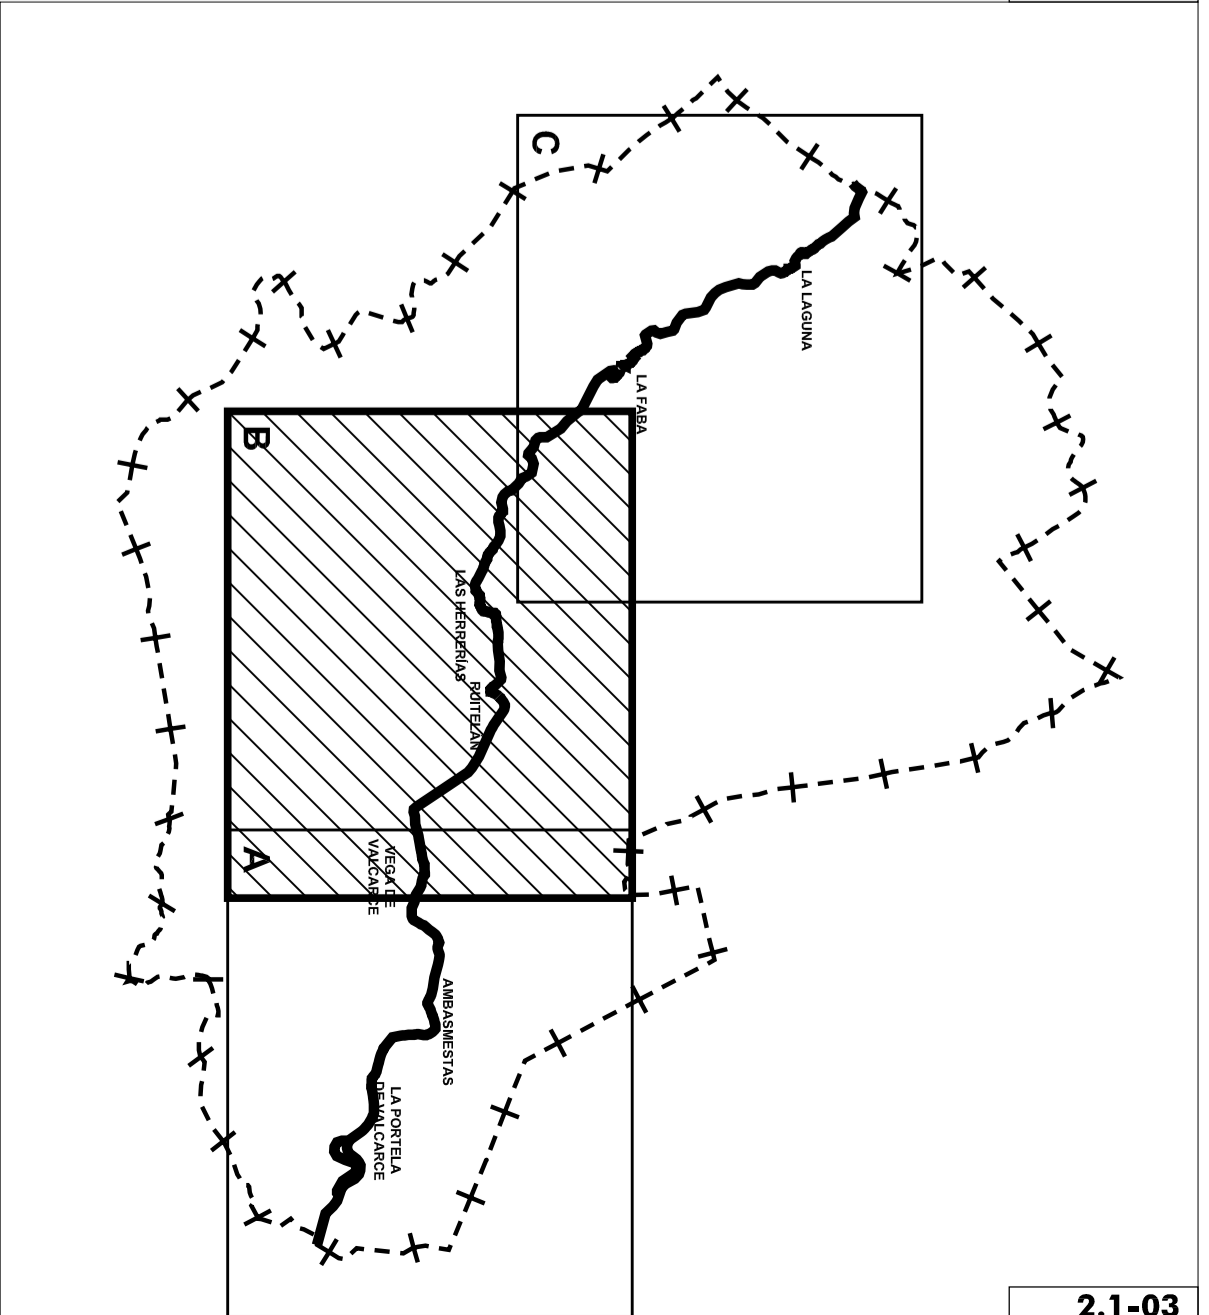 C
LA LAGUNA
LA FABA
B
LAS HERRERÍAS
RUITELÁN
A
VEGA DE
VALCARCE
AMBASMESTAS
LA PORTELA
DE VALCARCE
2.1-03